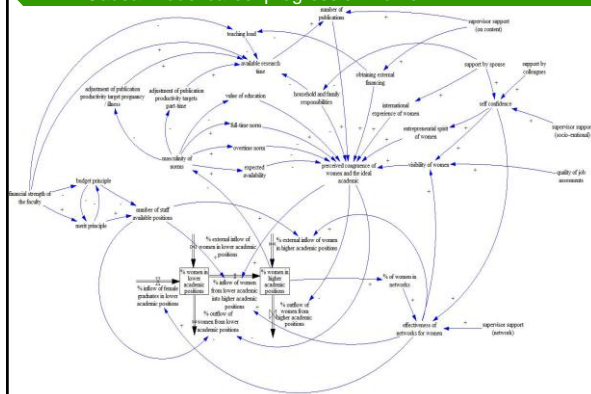 number of
publications
supervisor support
(on content)
teaching load
available research
time
obtaining external
financing
support by spouse
support by
colleagues
adjustment of publication
productivity target pregnancy
illness
adjustment of publication
productivity targets
part-time
value of education
household and family
responsibilities
international
experience of women
self confidence
full-time norm
entrepreneurial spirit
of women
supervisor support
(socio-emtional)
overtime norm
masculinity of
norms
expected
availability
perceived congruence of
women and the ideal
academic
visibility of women
quality of job
assessments
financial strength of
the faculty
budget principle
merit principle
number of staff
available positions
% external inflow of
women in lower academic
positions
% external inflow of women
in higher academic positions
% inflow of female
graduates in lower
academic positions
% women in
lower
academic
positions
% inflow of women
from lower academic
into higher academic
positions
% women in
higher
academic
positions
% of women in
networks
% outflow of
women from lower
academic positions
% outflow of
women from
higher academic
positions
effectiveness of
networks for women
supervisor support
(network)